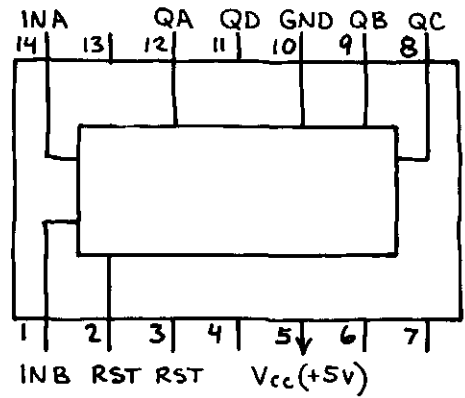 INA QA QD GND QB QC
14 13 12 11 10 9 8
1 2 3 4 5 6 7
INB RST RST Vcc(+5V)